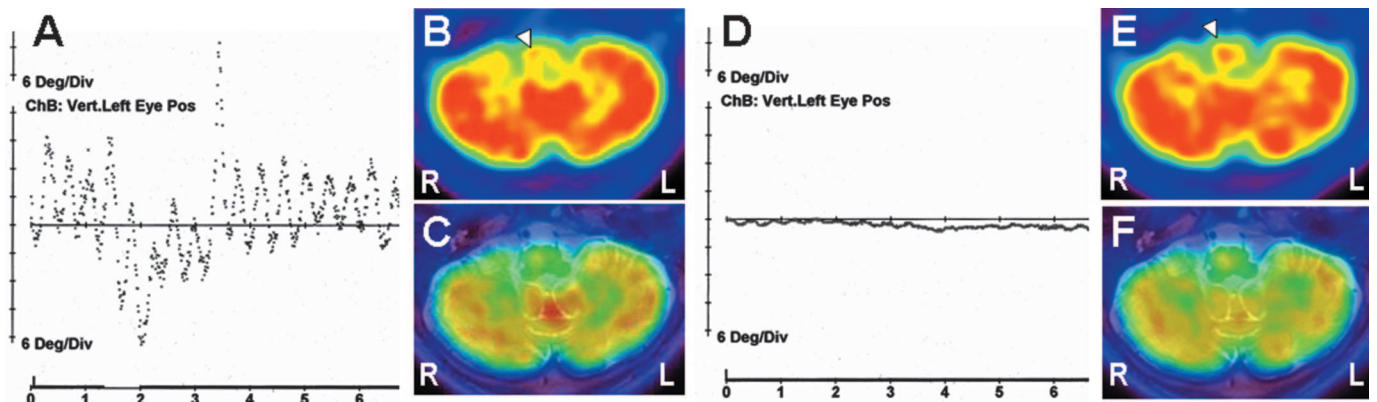 A
6 Deg/Div
ChB: Vert.Left Eye Pos
6 Deg/Div
0 1 2 3 4 5 6
B
R L
C
R L
D
6 Deg/Div
ChB: Vert.Left Eye Pos
6 Deg/Div
0 1 2 3 4 5 6
E
R L
F
R L